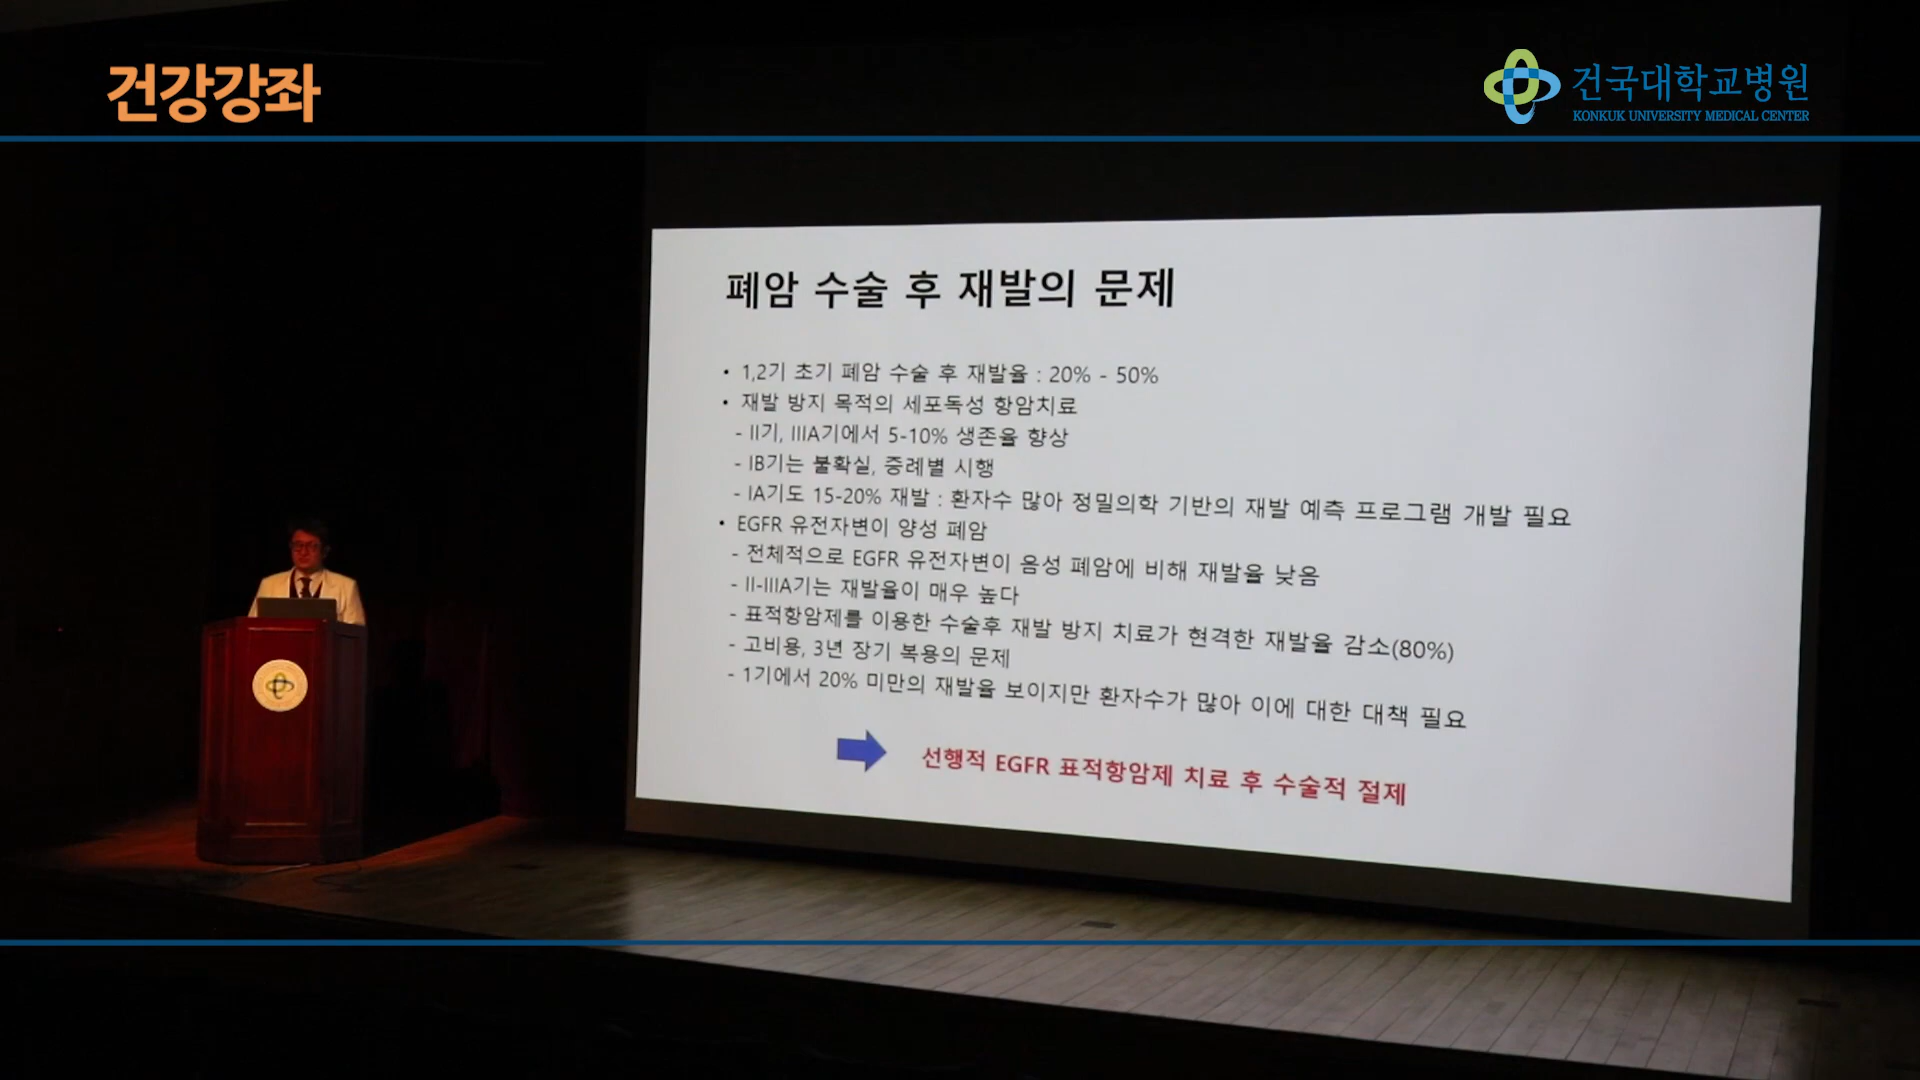 건강강좌
건국대학교병원
KONKUK UNIVERSITY MEDICAL CENTER
폐암 수술 후 재발의 문제
• 1,2기 초기 폐암 수술 후 재발율 : 20% - 50%
• 재발 방지 목적의 세포독성 항암치료
- II기, IIIA기에서 5-10% 생존율 향상
- IB기는 불확실, 증례별 시행
- IA기도 15-20% 재발 : 환자수 많아 정밀의학 기반의 재발 예측 프로그램 개발 필요
• EGFR 유전자변이 양성 폐암
- 전체적으로 EGFR 유전자변이 음성 폐암에 비해 재발율 낮음
- II-IIIA기는 재발율이 매우 높다
- 표적항암제를 이용한 수술후 재발 방지 치료가 현격한 재발율 감소(80%)
- 고비용, 3년 장기 복용의 문제
- 1기에서 20% 미만의 재발율 보이지만 환자수가 많아 이에 대한 대책 필요
선행적 EGFR 표적항암제 치료 후 수술적 절제